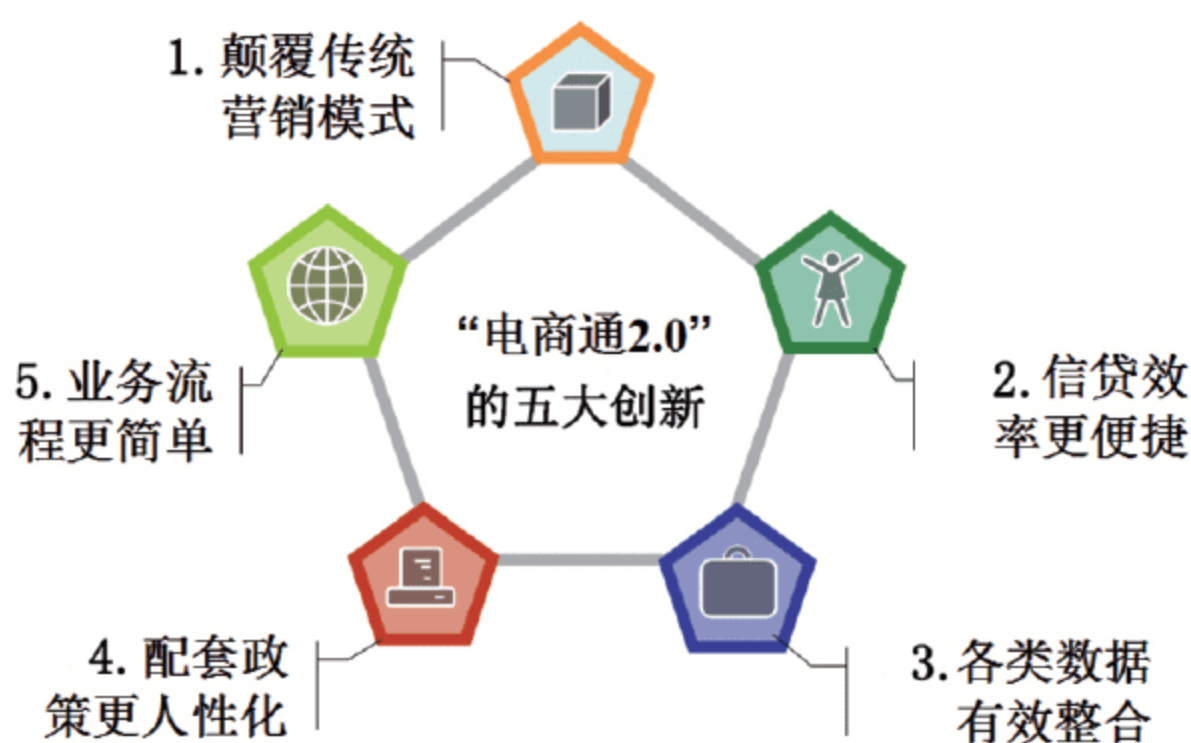 1. 颠覆传统
营销模式
“电商通2.0”
的五大创新
2. 信贷效
率更便捷
3. 各类数据
有效整合
4. 配套政
策更人性化
5. 业务流
程更简单